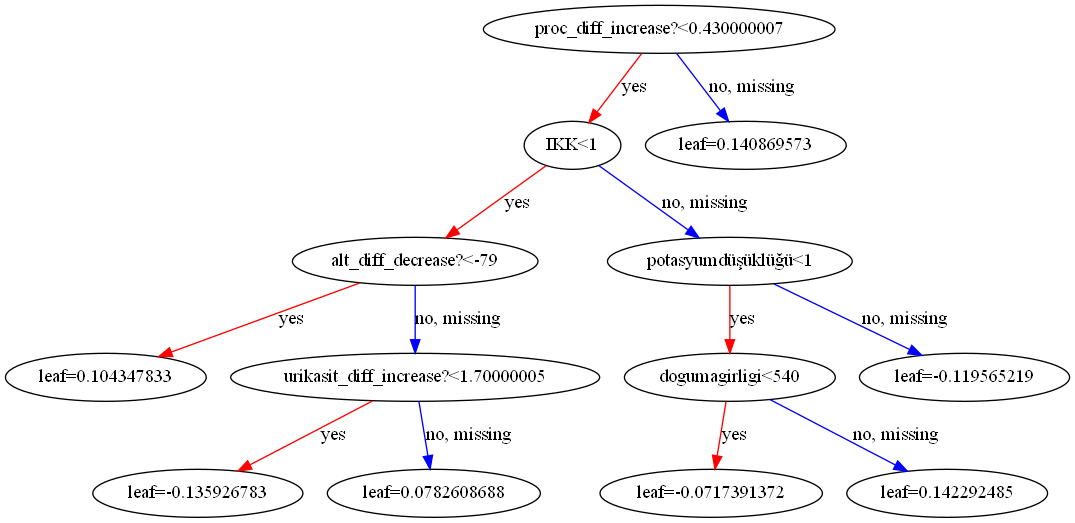 proc_diff_increase?<0.430000007
yes
no, missing
IKK<1
leaf=0.140869573
yes
no, missing
alt_diff_decrease?<-79
potasyumdüşüklüğü<1
yes
no, missing
yes
no, missing
leaf=0.104347833
urikasit_diff_increase?<1.70000005
dogumagirligi<540
leaf=-0.119565219
yes
no, missing
yes
no, missing
leaf=-0.135926783
leaf=0.0782608688
leaf=-0.0717391372
leaf=0.142292485